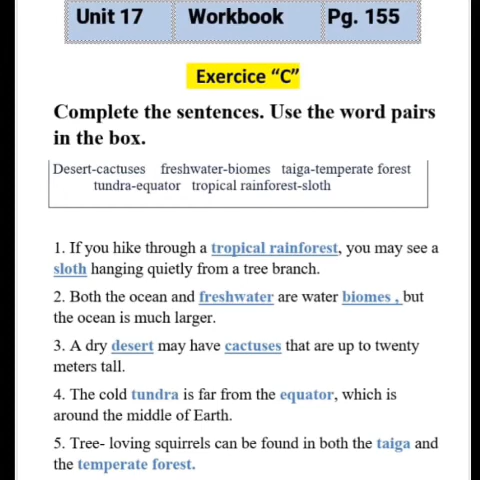 Unit 17 Workbook Pg. 155
Exercice “C”
Complete the sentences. Use the word pairs
in the box.
Desert-cactuses freshwater-biomes taiga-temperate forest
tundra-equator tropical rainforest-sloth
1. If you hike through a tropical rainforest, you may see a
sloth hanging quietly from a tree branch.
2. Both the ocean and freshwater are water biomes , but
the ocean is much larger.
3. A dry desert may have cactuses that are up to twenty
meters tall.
4. The cold tundra is far from the equator, which is
around the middle of Earth.
5. Tree- loving squirrels can be found in both the taiga and
the temperate forest.